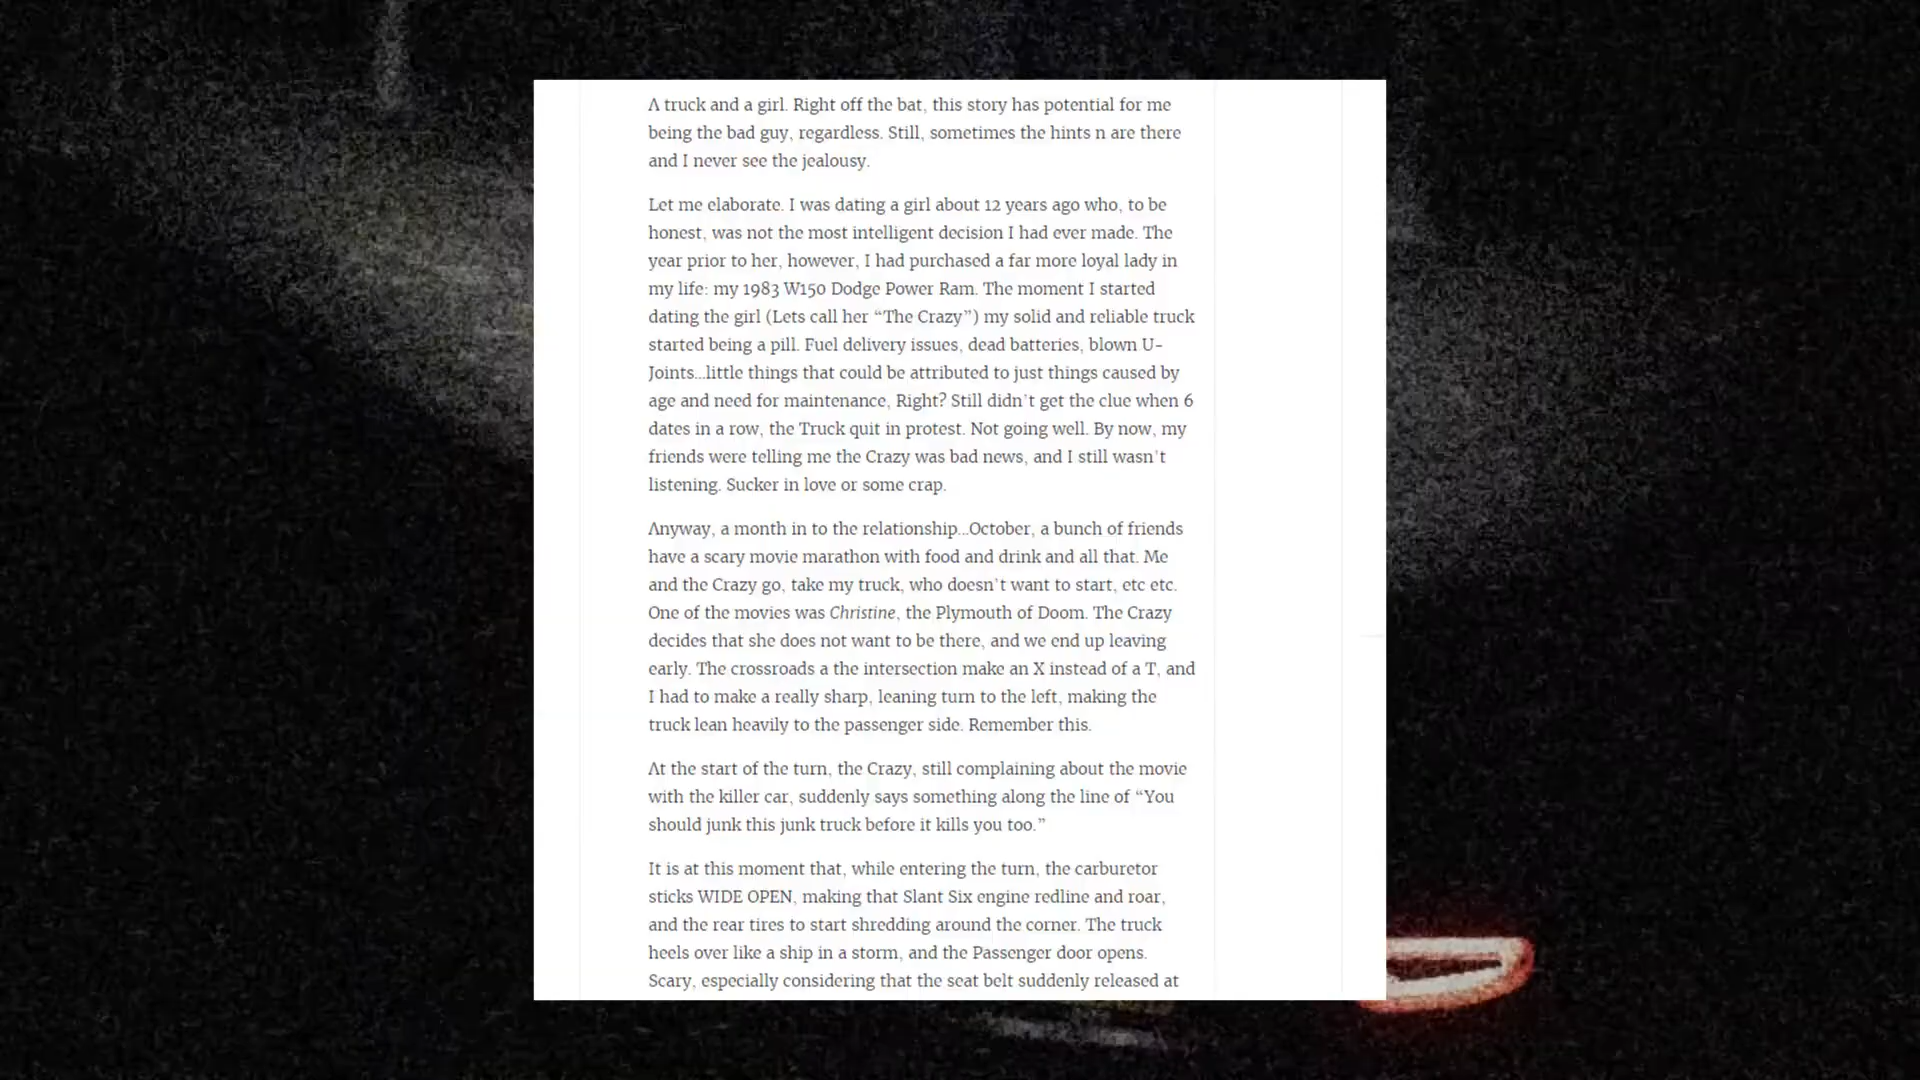 A truck and a girl. Right off the bat, this story has potential for me
being the bad guy, regardless. Still, sometimes the hints n are there
and I never see the jealousy.
Let me elaborate. I was dating a girl about 12 years ago who, to be
honest, was not the most intelligent decision I had ever made. The
year prior to her, however, I had purchased a far more loyal lady in
my life: my 1983 W150 Dodge Power Ram. The moment I started
dating the girl (Lets call her “The Crazy”) my solid and reliable truck
started being a pill. Fuel delivery issues, dead batteries, blown U-
Joints...little things that could be attributed to just things caused by
age and need for maintenance, Right? Still didn't get the clue when 6
dates in a row, the Truck quit in protest. Not going well. By now, my
friends were telling me the Crazy was bad news, and I still wasn't
listening. Sucker in love or some crap.
Anyway, a month in to the relationship...October, a bunch of friends
have a scary movie marathon with food and drink and all that. Me
and the Crazy go, take my truck, who doesn't want to start, etc etc.
One of the movies was Christine, the Plymouth of Doom. The Crazy
decides that she does not want to be there, and we end up leaving
early. The crossroads a the intersection make an X instead of a T, and
I had to make a really sharp, leaning turn to the left, making the
truck lean heavily to the passenger side. Remember this.
At the start of the turn, the Crazy, still complaining about the movie
with the killer car, suddenly says something along the line of “You
should junk this junk truck before it kills you too.”
It is at this moment that, while entering the turn, the carburetor
sticks WIDE OPEN, making that Slant Six engine redline and roar,
and the rear tires to start shredding around the corner. The truck
heels over like a ship in a storm, and the Passenger door opens.
Scary, especially considering that the seat belt suddenly released at